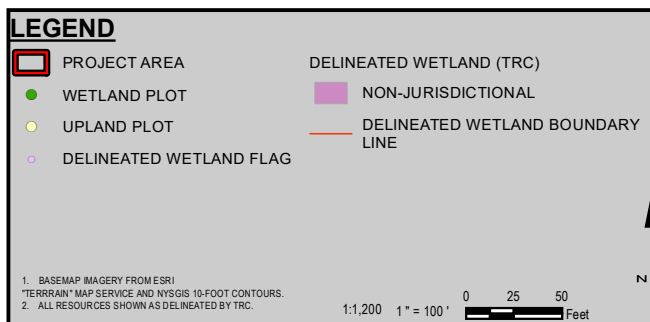 LEGEND
PROJECT AREA
WETLAND PLOT
UPLAND PLOT
DELINEATED WETLAND FLAG
DELINEATED WETLAND (TRC)
NON-JURISDICTIONAL
DELINEATED WETLAND BOUNDARY
LINE
1. BASEMAP IMAGERY FROM ESRI
"TERRRAIN" MAP SERVICE AND NYSGIS 10-FOOT CONTOURS.
2. ALL RESOURCES SHOWN AS DELINEATED BY TRC.
1:1,200 1 " = 100 '
0 25 50
Feet
N